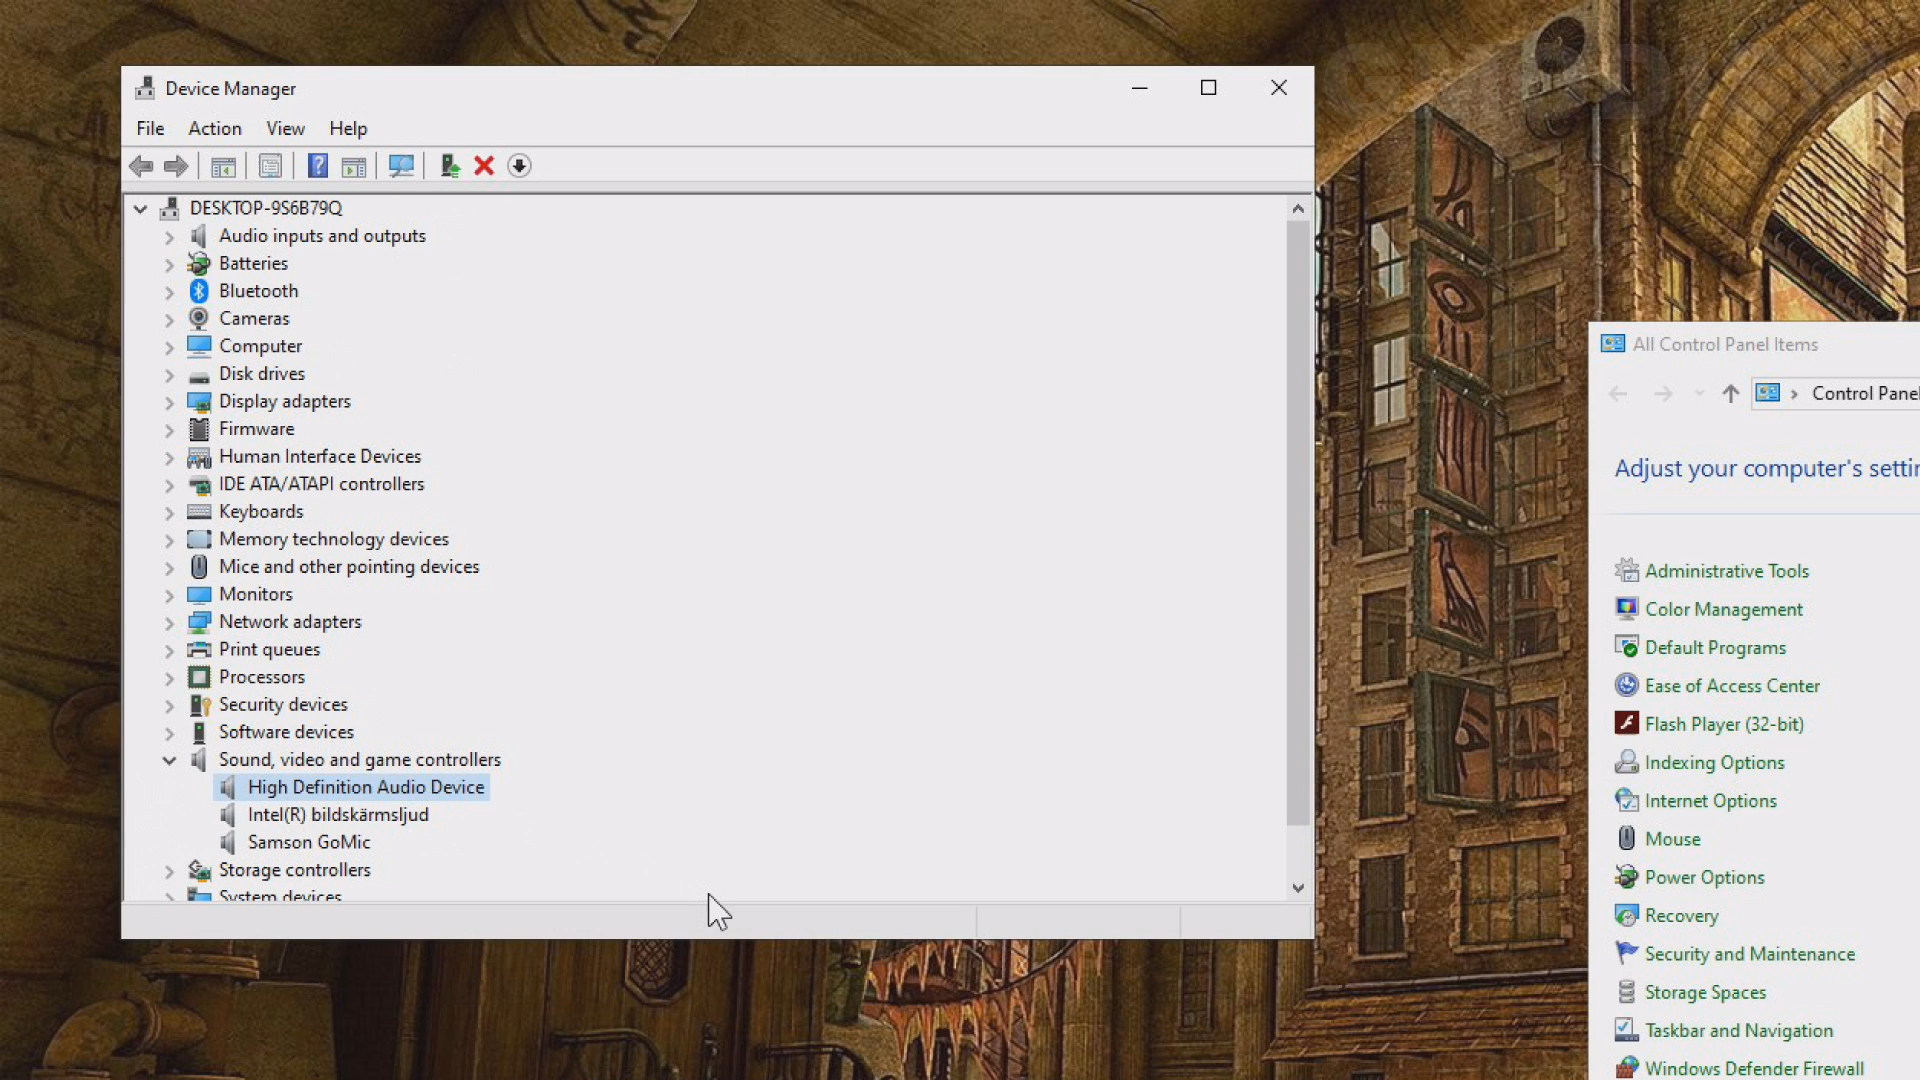 Device Manager
File Action View Help
DESKTOP-9S6B79Q
Audio inputs and outputs
Batteries
Bluetooth
Cameras
Computer
Disk drives
Display adapters
Firmware
Human Interface Devices
IDE ATA/ATAPI controllers
Keyboards
Memory technology devices
Mice and other pointing devices
Monitors
Network adapters
Print queues
Processors
Security devices
Software devices
Sound, video and game controllers
High Definition Audio Device
Intel(R) bildskärmsljud
Samson GoMic
Storage controllers
System devices
All Control Panel Items
Control Panel
Adjust your computer's
Administrative Tools
Color Management
Default Programs
Ease of Access Center
Flash Player (32-bit)
Indexing Options
Internet Options
Mouse
Power Options
Recovery
Security and Maintenance
Storage Spaces
Taskbar and Navigation
Windows Defender Firewall